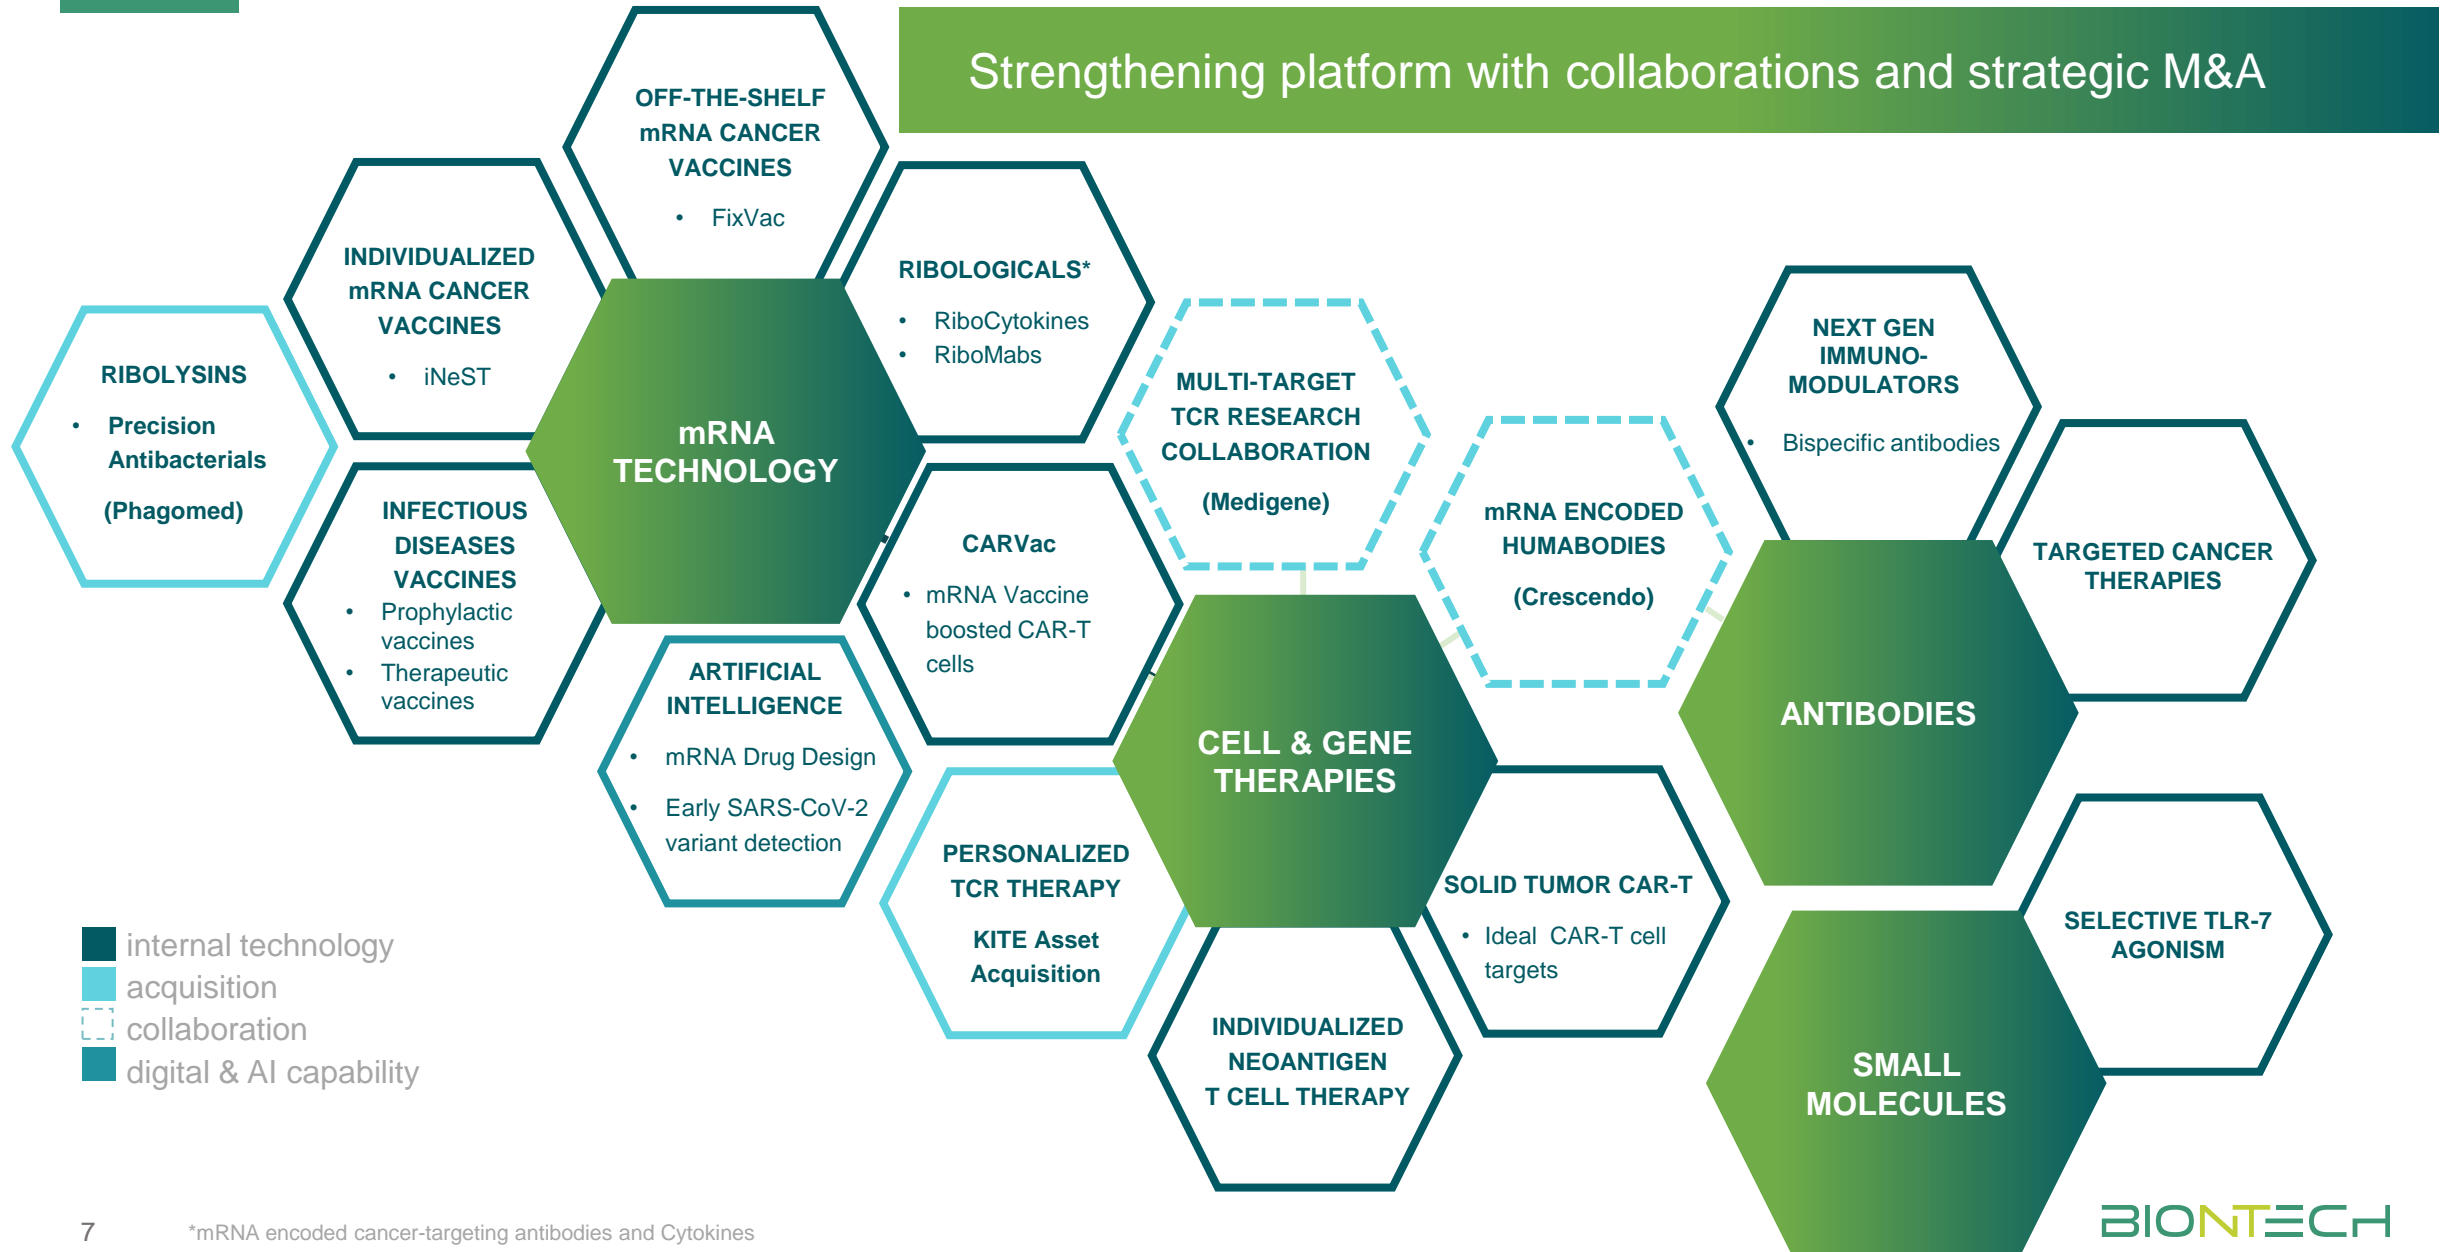 Strengthening platform with collaborations and strategic M&A
OFF-THE-SHELF
mRNA CANCER
VACCINES
• FixVac
INDIVIDUALIZED
mRNA CANCER
VACCINES
• iNeST
RIBOLOGICALS*
• RiboCytokines
• RiboMabs
RIBOLYSINS
• Precision
Antibacterials
(Phagomed)
mRNA
TECHNOLOGY
INFECTIOUS
DISEASES
VACCINES
• Prophylactic
vaccines
• Therapeutic
vaccines
CARVac
• mRNA Vaccine
boosted CAR-T
cells
ARTIFICIAL
INTELLIGENCE
• mRNA Drug Design
• Early SARS-CoV-2
variant detection
MULTI-TARGET
TCR RESEARCH
COLLABORATION
(Medigene)
mRNA ENCODED
HUMABODIES
(Crescendo)
CELL & GENE
THERAPIES
PERSONALIZED
TCR THERAPY
KITE Asset
Acquisition
INDIVIDUALIZED
NEOANTIGEN
T CELL THERAPY
SOLID TUMOR CAR-T
• Ideal CAR-T cell
targets
NEXT GEN
IMMUNO-
MODULATORS
• Bispecific antibodies
TARGETED CANCER
THERAPIES
ANTIBODIES
SELECTIVE TLR-7
AGONISM
SMALL
MOLECULES
internal technology
acquisition
collaboration
digital & AI capability
7
*mRNA encoded cancer-targeting antibodies and Cytokines
BIONTECH